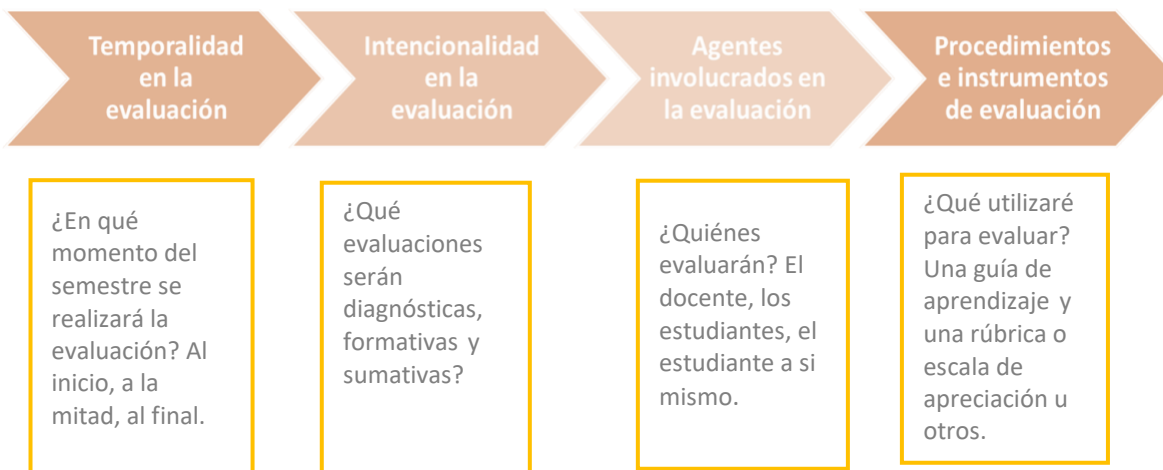 Temporalidad
en la
evaluación
Intencionalidad
en la
evaluación
Agentes
involucrados en
la evaluación
Procedimientos
e instrumentos
de evaluación
¿En qué
momento del
semestre se
realizará la
evaluación? Al
inicio, a la
mitad, al final.
¿Qué
evaluaciones
serán
diagnósticas,
formativas y
sumativas?
¿Quiénes
evaluarán? El
docente, los
estudiantes, el
estudiante a si
mismo.
¿Qué utilizaré
para evaluar?
Una guía de
aprendizaje y
una rúbrica o
escala de
apreciación u
otros.